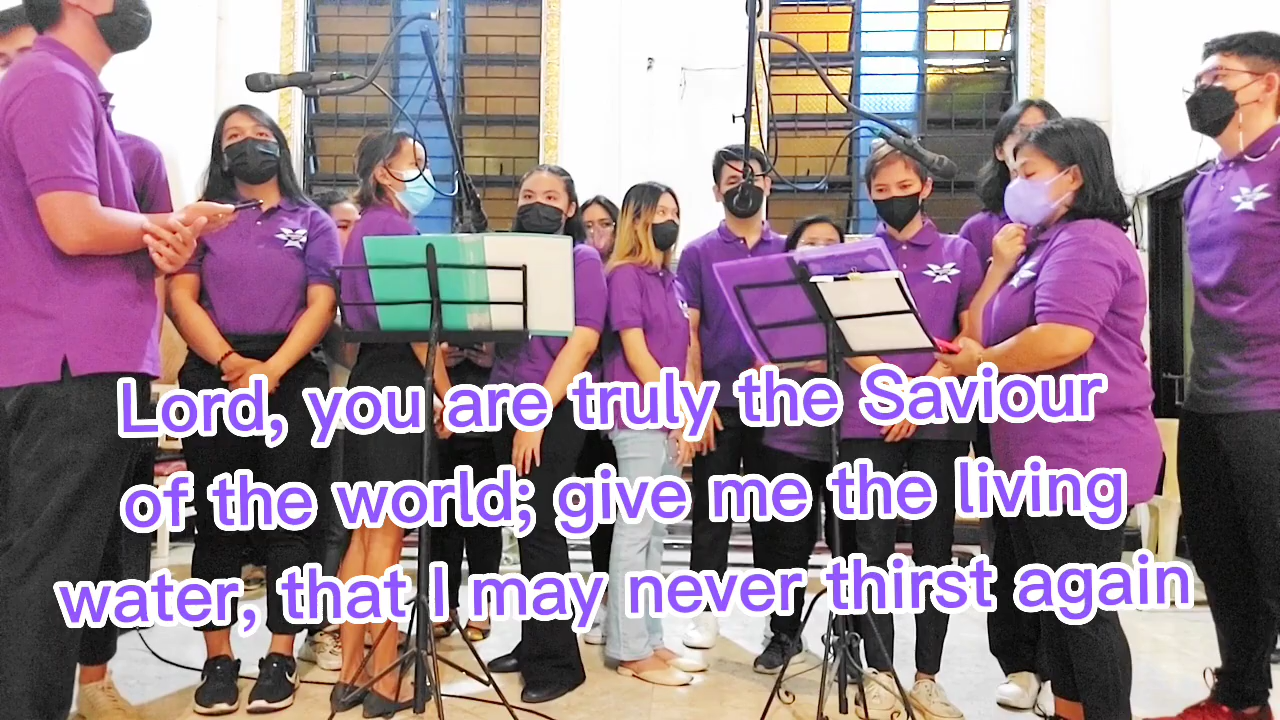 Lord, you are truly the Saviour
of the world; give me the living
water, that I may never thirst again